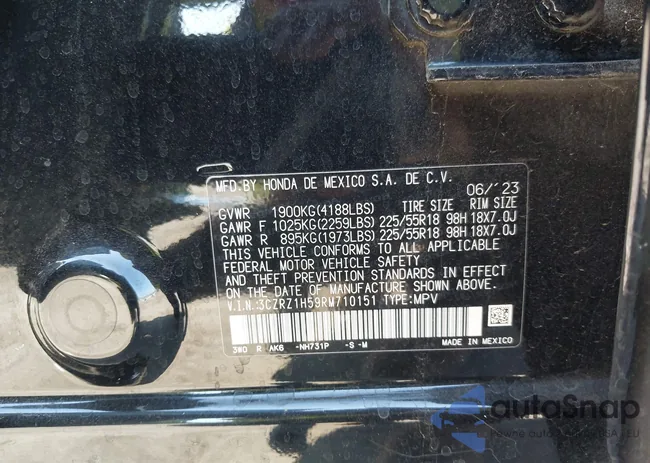 MFD.BY HONDA DE MEXICO S.A. DE C.V. 06/'23
GVWR 1900KG(4188LBS) TIRE SIZE RIM SIZE
GAWR F 1025KG(2259LBS) 225/55R18 98H 18X7.0J
GAWR R 895KG(1973LBS) 225/55R18 98H 18X7.0J
THIS VEHICLE CONFORMS TO ALL APPLICABLE
FEDERAL MOTOR VEHICLE SAFETY
AND THEFT PREVENTION STANDARDS IN EFFECT
ON THE DATE OF MANUFACTURE SHOWN ABOVE.
V.I.N.:3CZRZ1H59RM710151 TYPE:MPV
3W0 R AK6 -NH731P -S-M MADE IN MEXICO
autoSnap